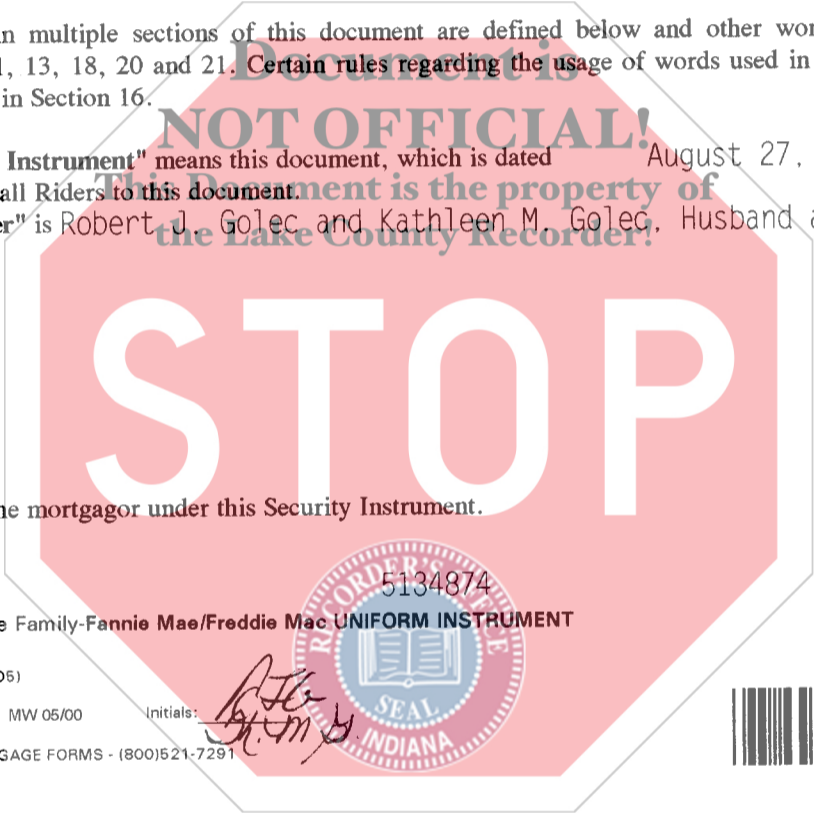 n multiple sections of this document are defined below and other wor
1, 13, 18, 20 and 21. Certain rules regarding the usage of words used in
in Section 16.
Document is
NOT OFFICIAL!
This Document is the property of
the Lake County Recorder!
Instrument" means this document, which is dated August 27,
all Riders to this document.
er" is Robert J. Golec and Kathleen M. Golec, Husband a
STOP
he mortgagor under this Security Instrument.
5134874
e Family-Fannie Mae/Freddie Mac UNIFORM INSTRUMENT
05)
MW 05/00 Initials:
GAGE FORMS - (800)521-7291
RECORDER'S OFFICE
SEAL
INDIANA